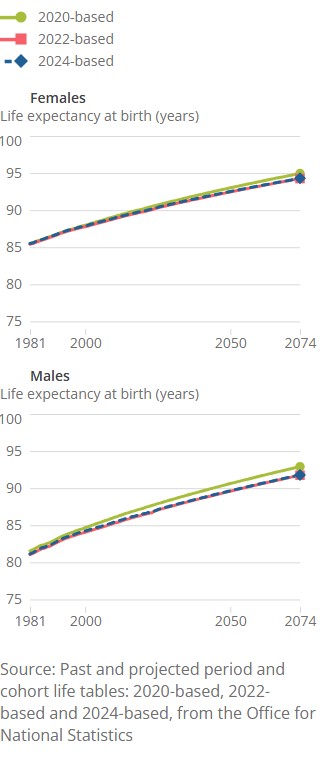 2020-based
2022-based
2024-based
Females
Life expectancy at birth (years)
100
95
90
85
80
75
1981 2000 2050 2074
Males
Life expectancy at birth (years)
100
95
90
85
80
75
1981 2000 2050 2074
Source: Past and projected period and
cohort life tables: 2020-based, 2022-
based and 2024-based, from the Office for
National Statistics